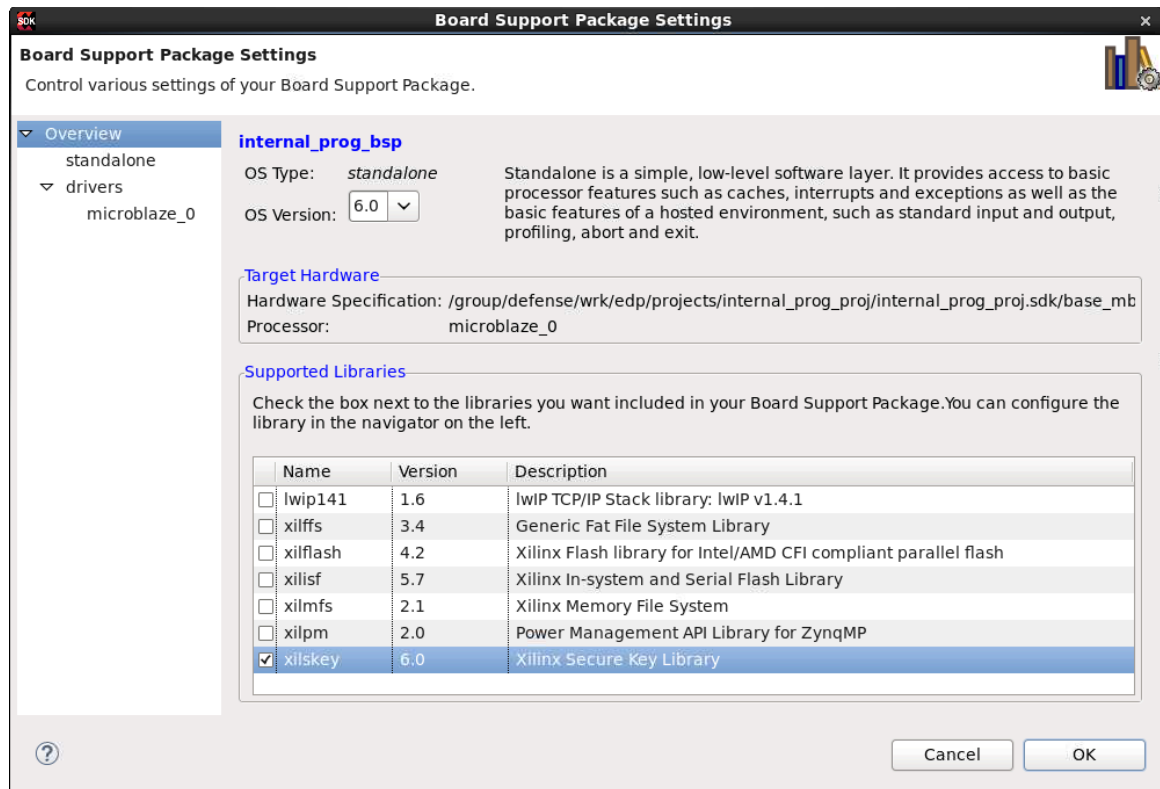 SDK
Board Support Package Settings
x
Board Support Package Settings
Control various settings of your Board Support Package.
Overview
standalone
drivers
microblaze_0
internal_prog_bsp
OS Type: standalone
OS Version: 6.0
Standalone is a simple, low-level software layer. It provides access to basic
processor features such as caches, interrupts and exceptions as well as the
basic features of a hosted environment, such as standard input and output,
profiling, abort and exit.
Target Hardware
Hardware Specification: /group/defense/wrk/edp/projects/internal_prog_proj/internal_prog_proj.sdk/base_mb
Processor: microblaze_0
Supported Libraries
Check the box next to the libraries you want included in your Board Support Package.You can configure the
library in the navigator on the left.
Name Version Description
lwip141 1.6 lwIP TCP/IP Stack library: lwIP v1.4.1
xilffs 3.4 Generic Fat File System Library
xilflash 4.2 Xilinx Flash library for Intel/AMD CFI compliant parallel flash
xilisf 5.7 Xilinx In-system and Serial Flash Library
xilmfs 2.1 Xilinx Memory File System
xilpm 2.0 Power Management API Library for ZynqMP
xilskey 6.0 Xilinx Secure Key Library
?
Cancel OK